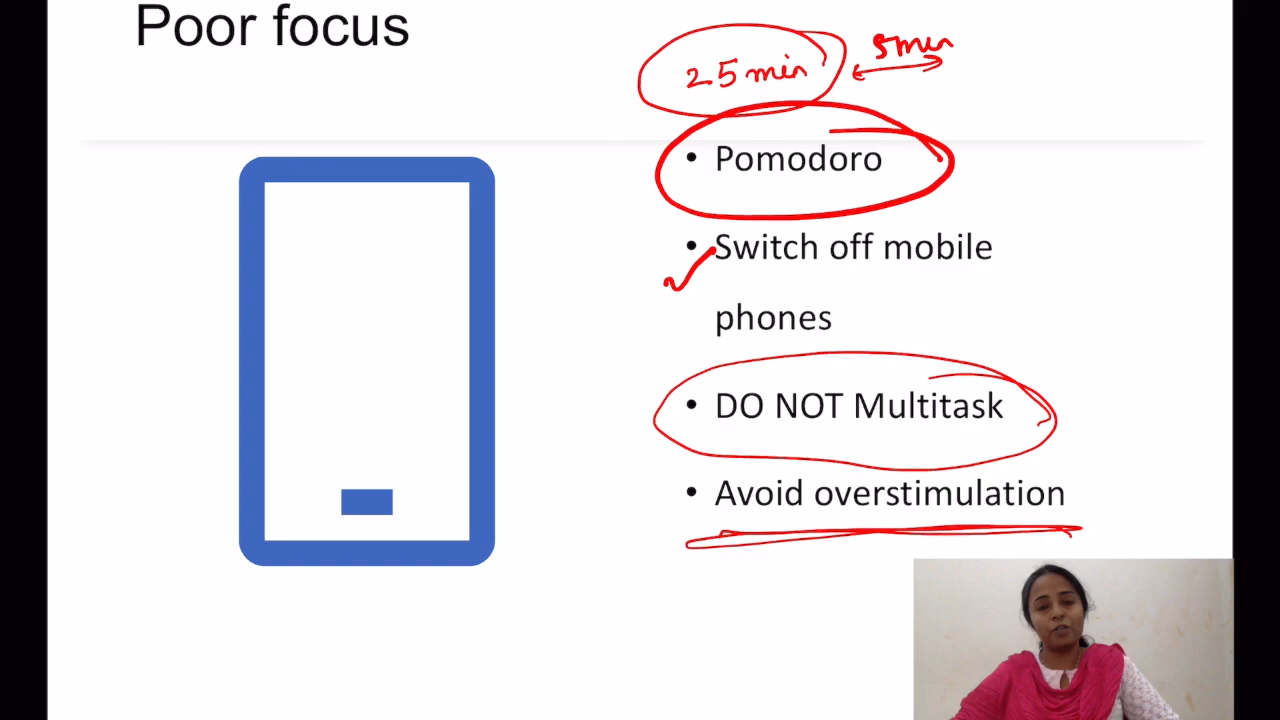 Poor focus
25 min 5 min
• Pomodoro
• Switch off mobile
phones
• DO NOT Multitask
• Avoid overstimulation